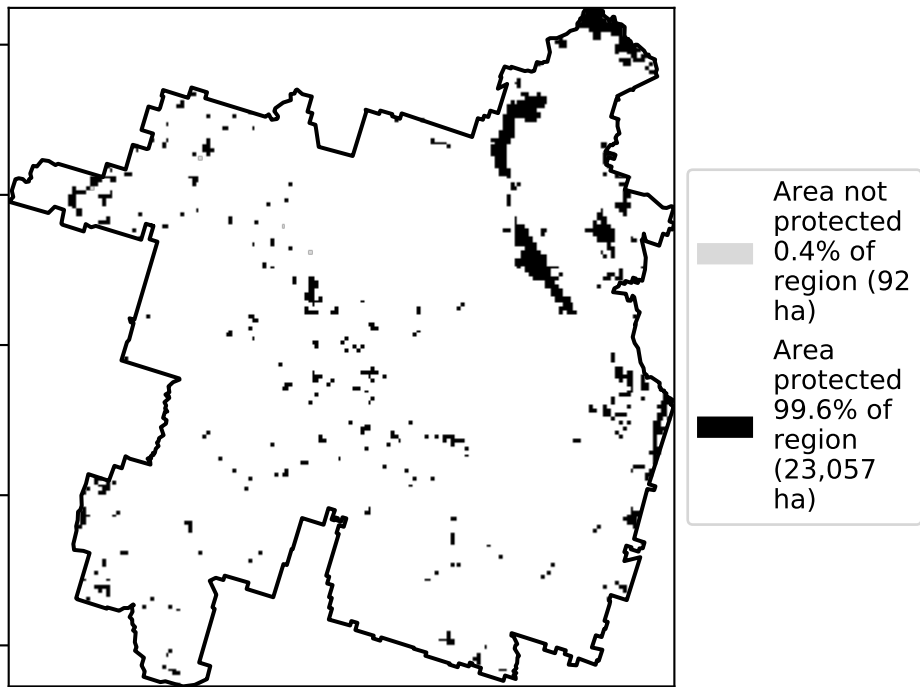 Area not
protected
0.4% of
region (92
ha)
Area
protected
99.6% of
region
(23,057
ha)